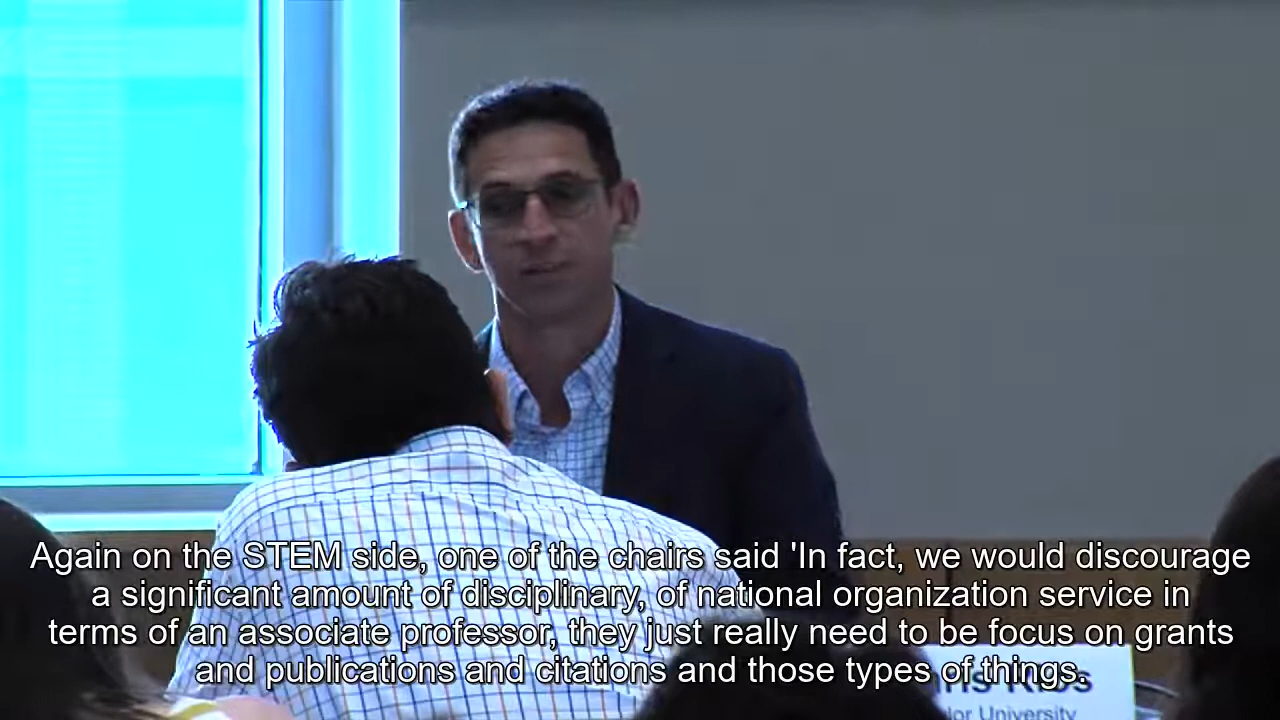 Again on the STEM side, one of the chairs said 'In fact, we would discourage
a significant amount of disciplinary, of national organization service in
terms of an associate professor, they just really need to be focus on grants
and publications and citations and those types of things.
University